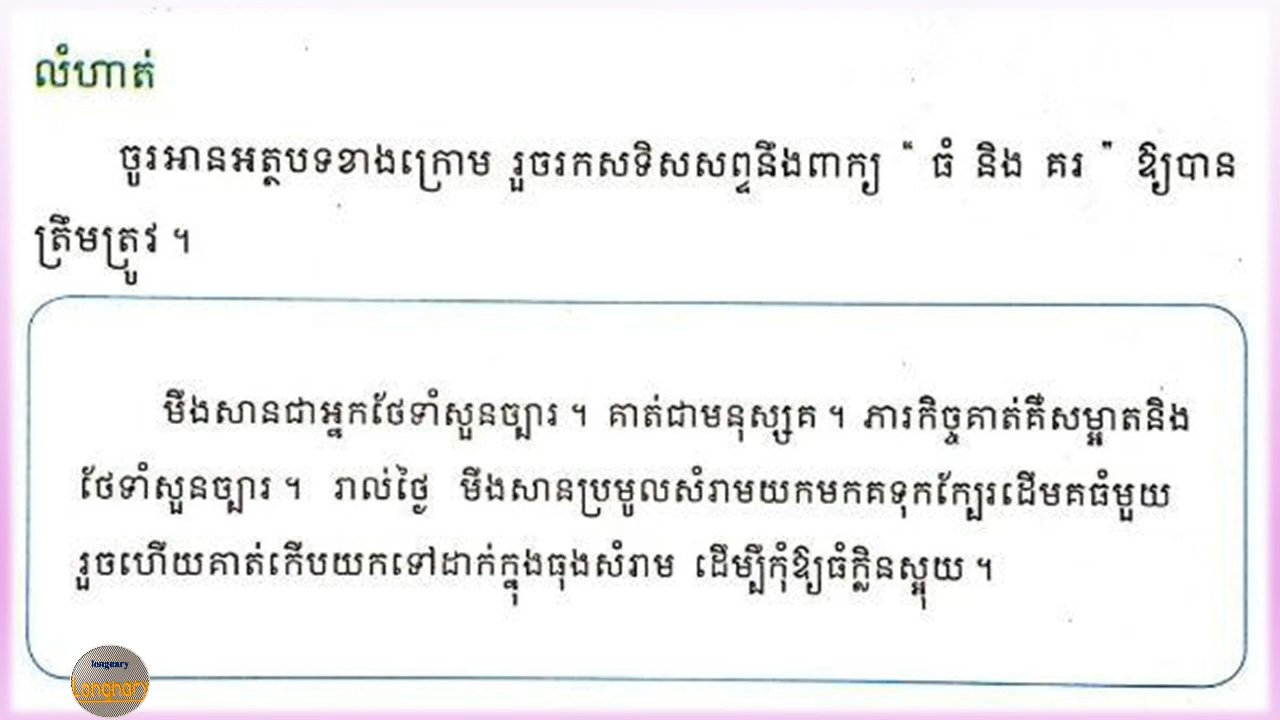 លំហាត់
ចូរអានអត្ថបទខាងក្រោម រួចរកសទិសសព្ទនឹងពាក្យ “ ធំ និង គរ ” ឱ្យបាន
ត្រឹមត្រូវ ។
មីងសានជាអ្នកថែទាំសួនច្បារ ។ គាត់ជាមនុស្សគ ។ ភារកិច្ចគាត់គឺសម្អាតនិង
ថែទាំសួនច្បារ ។ រាល់ថ្ងៃ មីងសានប្រមូលសំរាមយកមកគទុកក្បែរដើមគធំមួយ
រួចហើយគាត់កើបយកទៅដាក់ក្នុងធុងសំរាម ដើម្បីកុំឱ្យធំក្លិនស្អុយ ។
longnary
Longnary